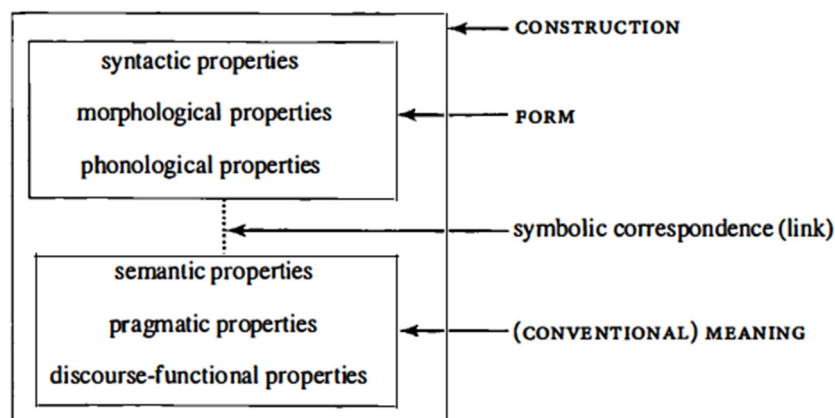 CONSTRUCTION
syntactic properties
morphological properties
FORM
phonological properties
symbolic correspondence (link)
semantic properties
pragmatic properties
(CONVENTIONAL) MEANING
discourse-functional properties